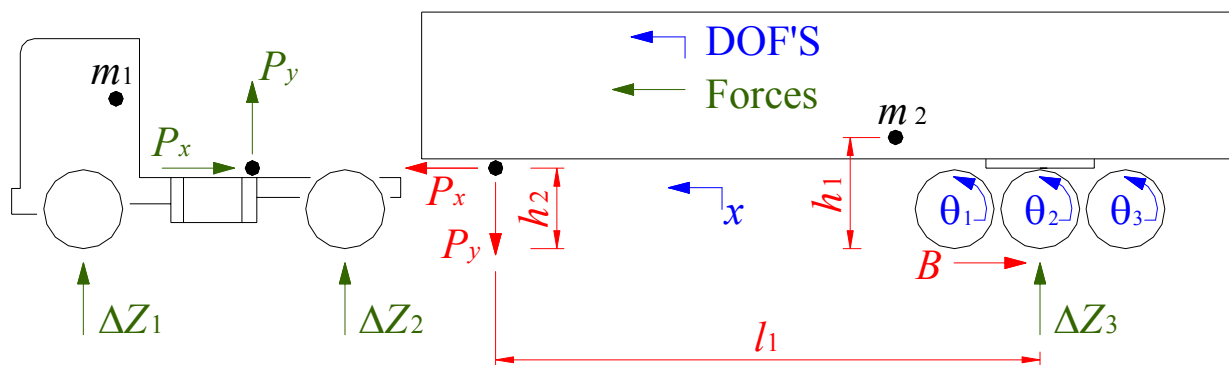 DOF'S
Forces
m1
Py
Px
m2
Px
Py
h2
x
h1
θ1
θ2
θ3
B
ΔZ1
ΔZ2
ΔZ3
l1